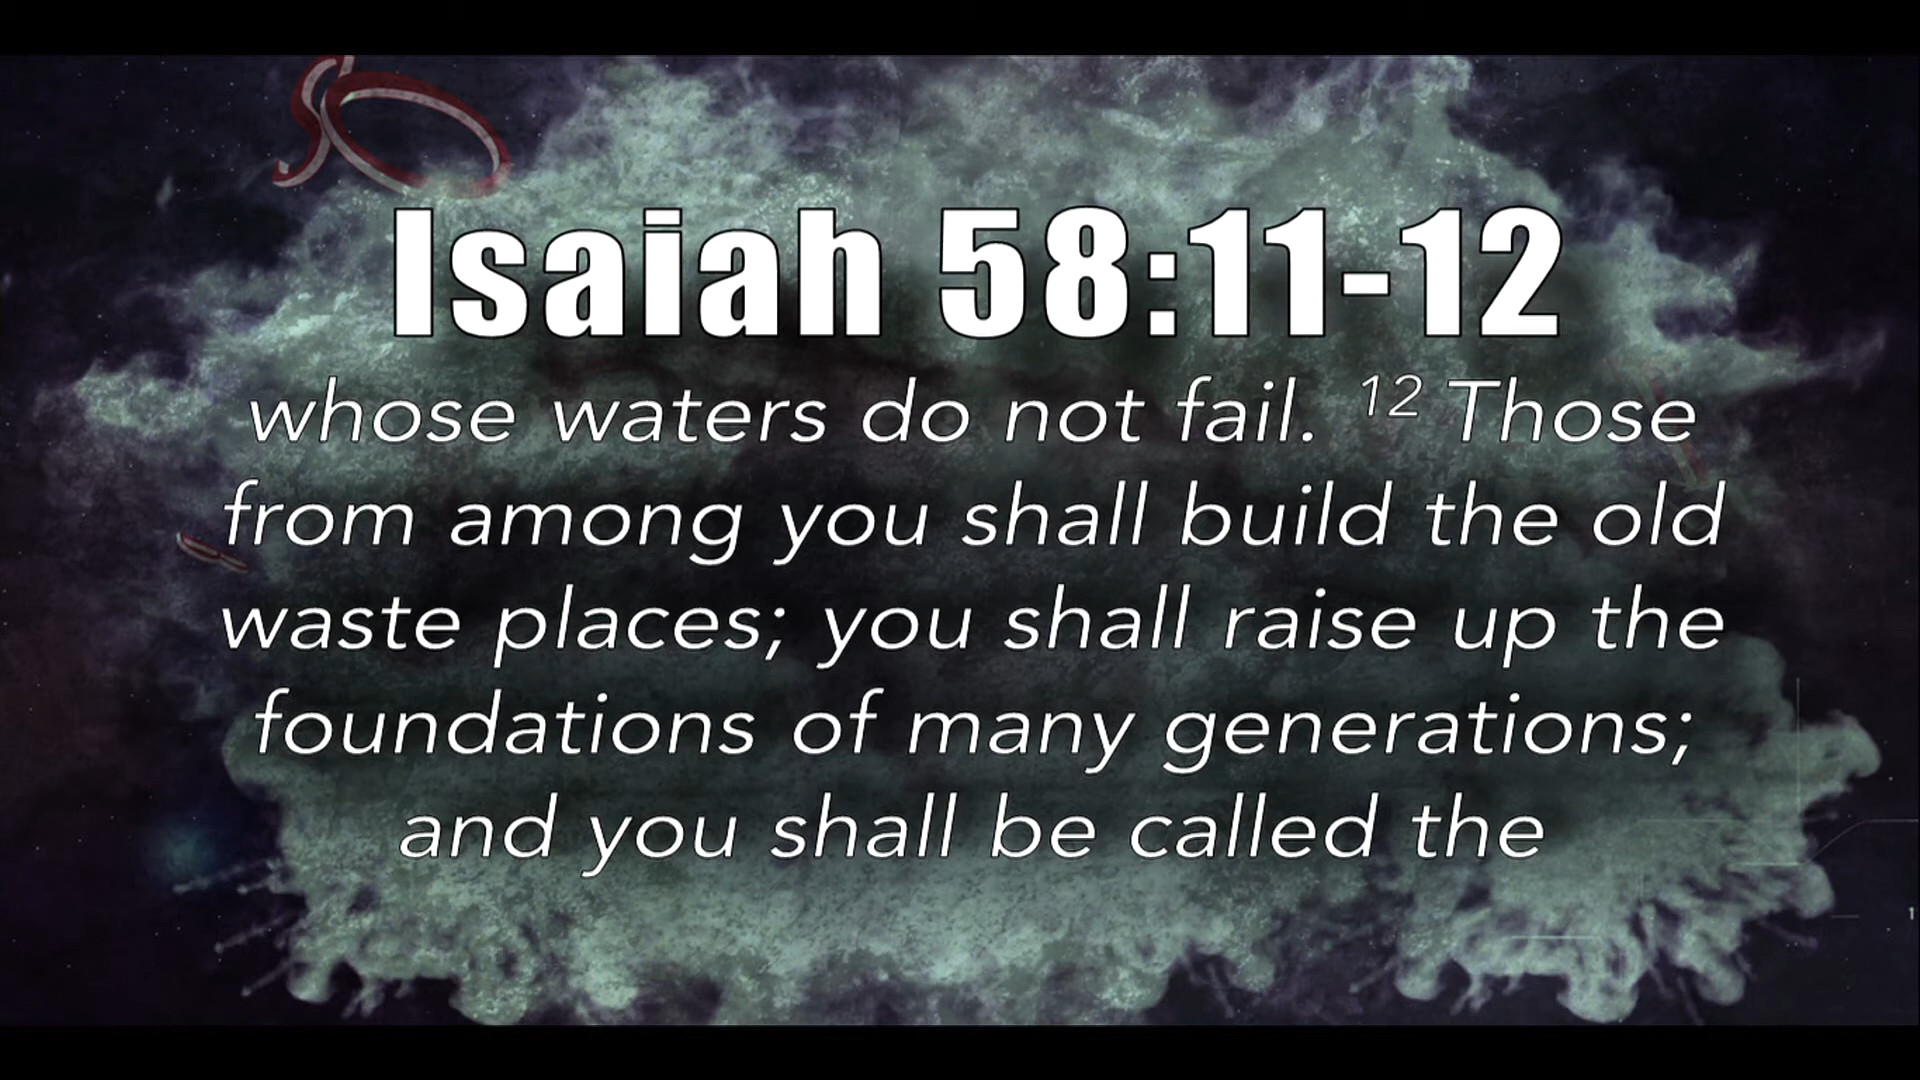 Isaiah 58:11-12
whose waters do not fail. 12 Those
from among you shall build the old
waste places; you shall raise up the
foundations of many generations;
and you shall be called the
1